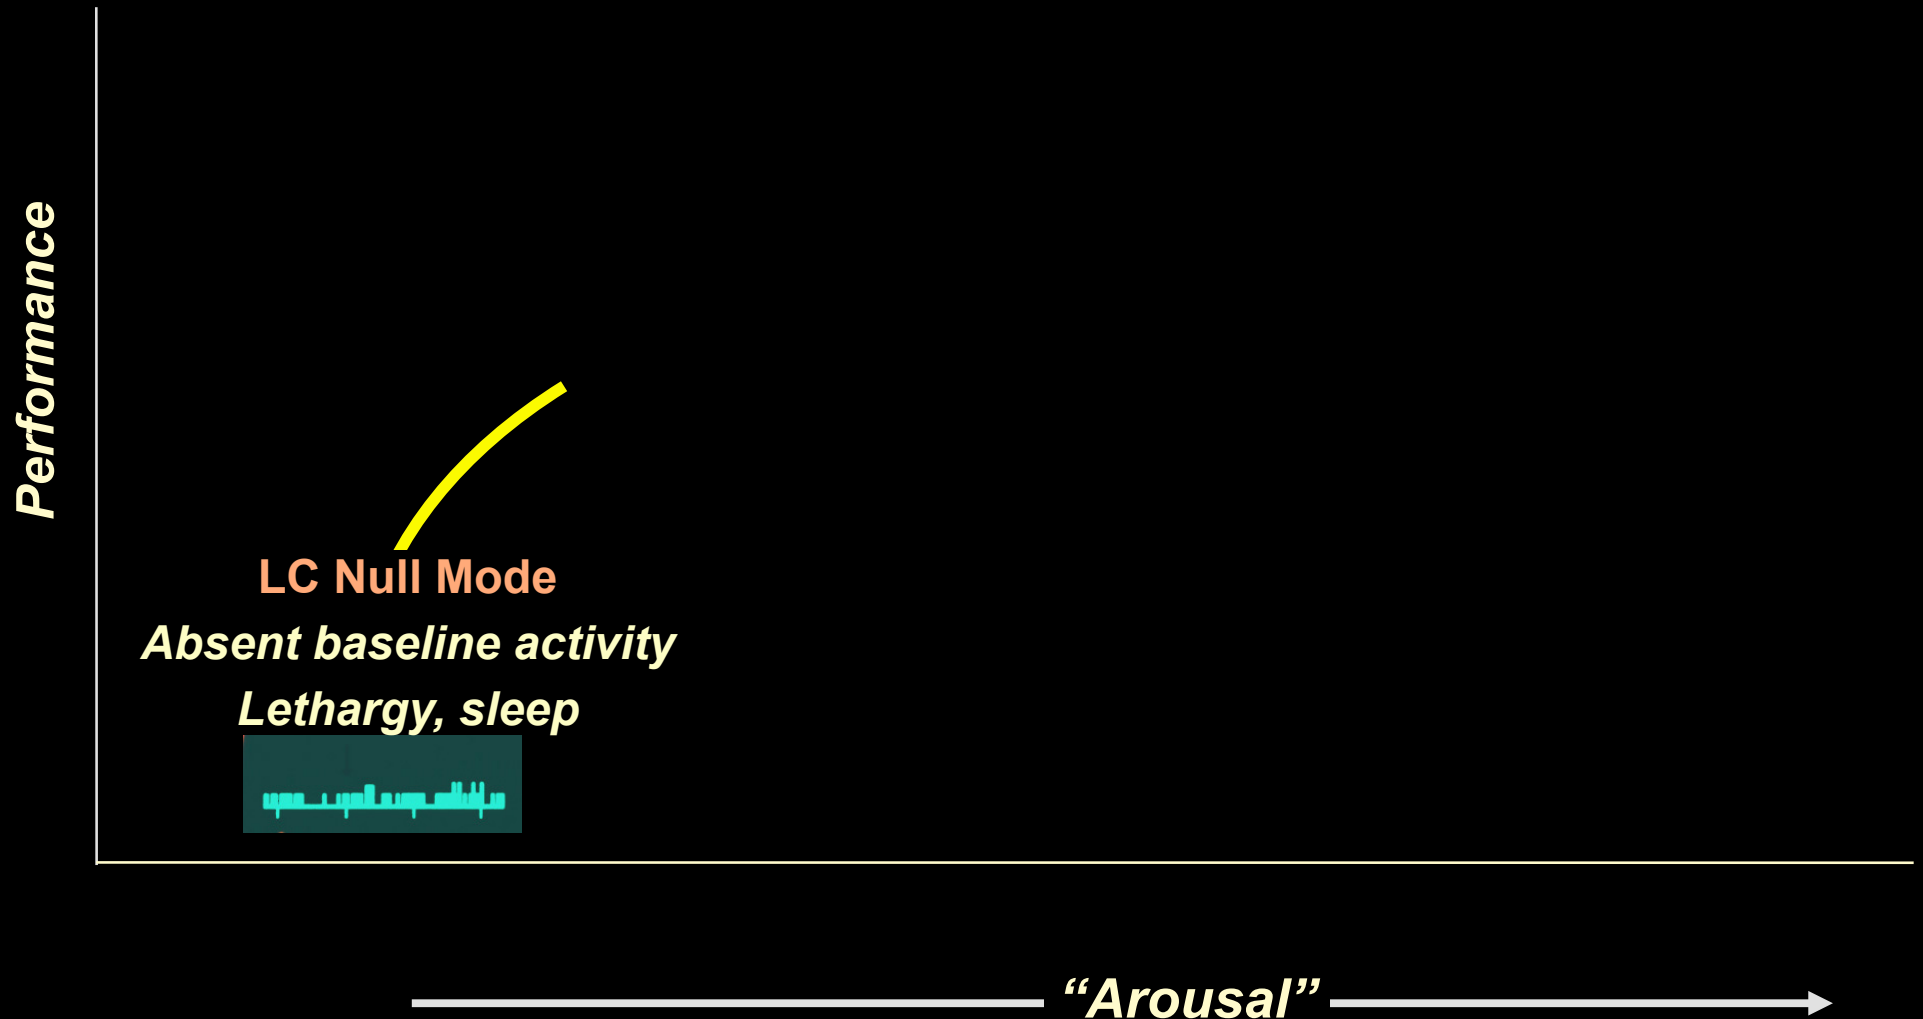 Performance
LC Null Mode
Absent baseline activity
Lethargy, sleep
“Arousal”